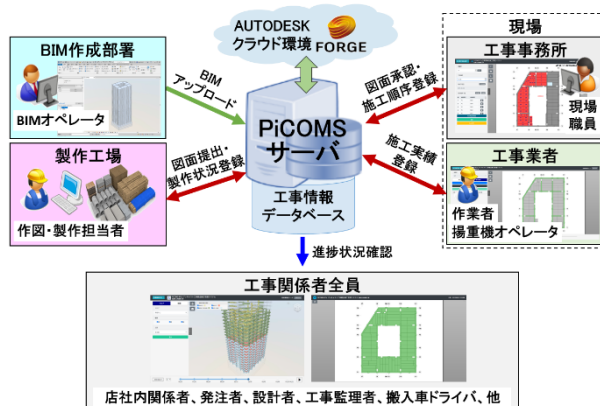 AUTODESK
クラウド環境 FORGE
現場
BIM作成部署
BIMオペレータ
BIM
アップロード
PiCOMS
サーバ
図面承認・
施工順序登録
工事事務所
現場
職員
製作工場
作図・製作担当者
図面提出・
製作状況登録
工事情報
データベース
施工実績
登録
工事業者
作業者
揚重機オペレータ
進捗状況確認
工事関係者全員
店社内関係者、発注者、設計者、工事監理者、搬入車ドライバ、他